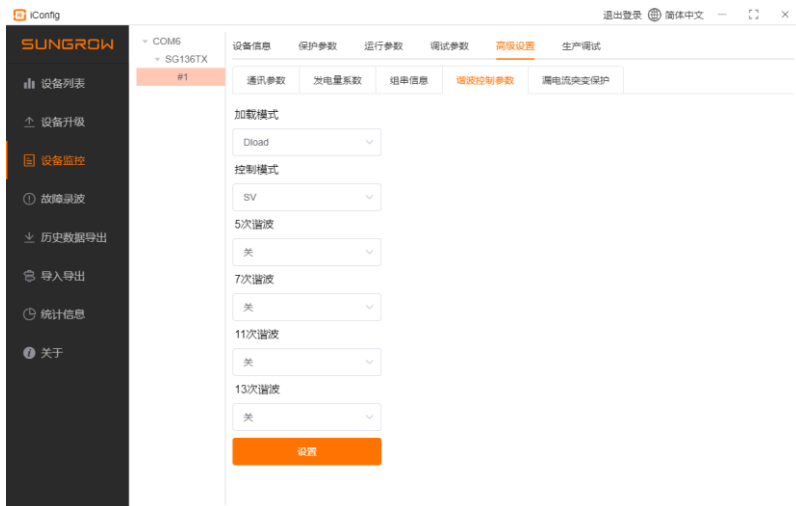 iConfig
退出登录 简体中文
SUNGROW
设备列表
设备升级
设备监控
故障录波
历史数据导出
导入导出
统计信息
关于
COM6
SG136TX
#1
设备信息 保护参数 运行参数 调试参数 高级设置 生产调试
通讯参数 发电量系数 组串信息 谐波控制参数 漏电流突变保护
加载模式
Dload
控制模式
SV
5次谐波
关
7次谐波
关
11次谐波
关
13次谐波
关
设置